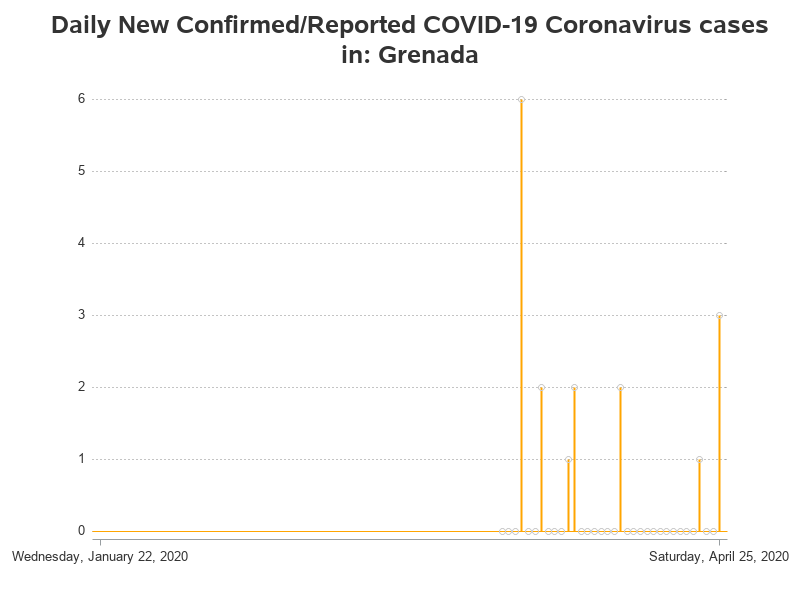 Daily New Confirmed/Reported COVID-19 Coronavirus cases
in: Grenada
6
5
4
3
2
1
0
Wednesday, January 22, 2020
Saturday, April 25, 2020